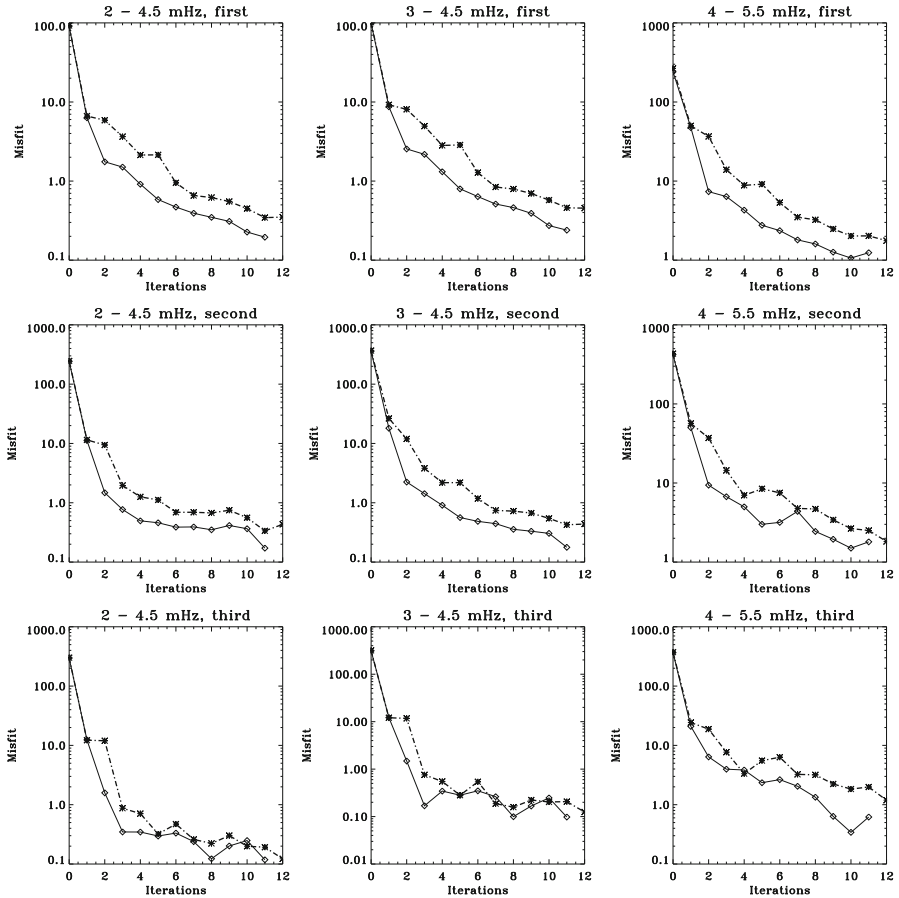 2 – 4.5 mHz, first
100.0
10.0
1.0
0.1
Misfit
0 2 4 6 8 10 12
Iterations
3 – 4.5 mHz, first
100.0
10.0
1.0
0.1
Misfit
0 2 4 6 8 10 12
Iterations
4 – 5.5 mHz, first
1000
100
10
1
Misfit
0 2 4 6 8 10 12
Iterations
2 – 4.5 mHz, second
1000.0
100.0
10.0
1.0
0.1
Misfit
0 2 4 6 8 10 12
Iterations
3 – 4.5 mHz, second
1000.0
100.0
10.0
1.0
0.1
Misfit
0 2 4 6 8 10 12
Iterations
4 – 5.5 mHz, second
1000
100
10
1
Misfit
0 2 4 6 8 10 12
Iterations
2 – 4.5 mHz, third
1000.0
100.0
10.0
1.0
0.1
Misfit
0 2 4 6 8 10 12
Iterations
3 – 4.5 mHz, third
1000.00
100.00
10.00
1.00
0.10
0.01
Misfit
0 2 4 6 8 10 12
Iterations
4 – 5.5 mHz, third
1000.0
100.0
10.0
1.0
0.1
Misfit
0 2 4 6 8 10 12
Iterations